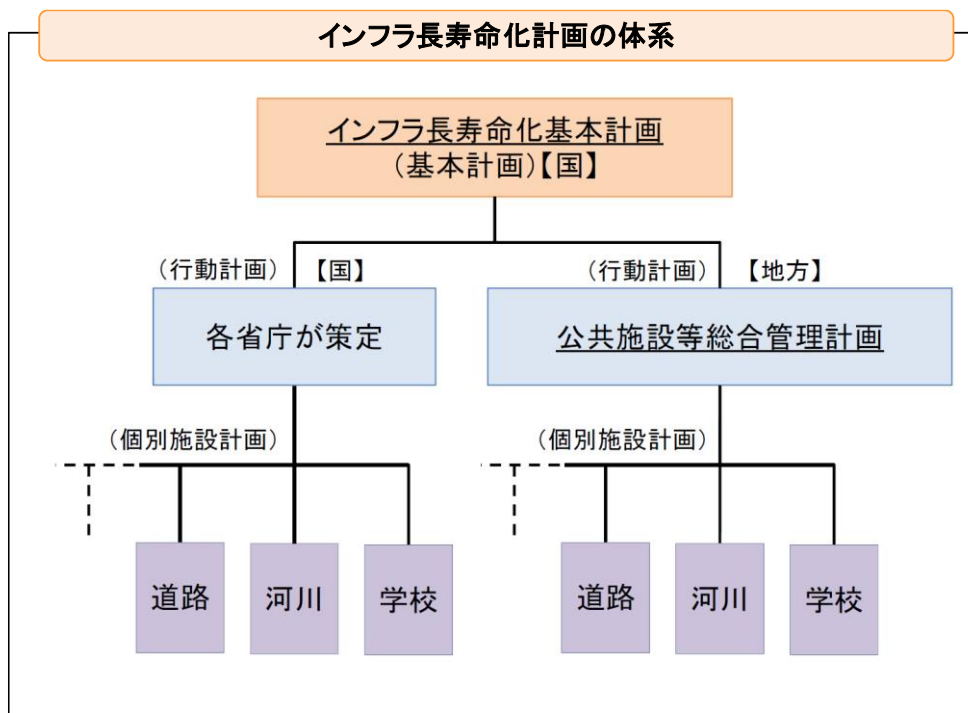 インフラ長寿命化計画の体系
インフラ長寿命化基本計画
(基本計画)【国】
(行動計画) 【国】
(行動計画) 【地方】
各省庁が策定
公共施設等総合管理計画
(個別施設計画)
(個別施設計画)
道路
河川
学校
道路
河川
学校